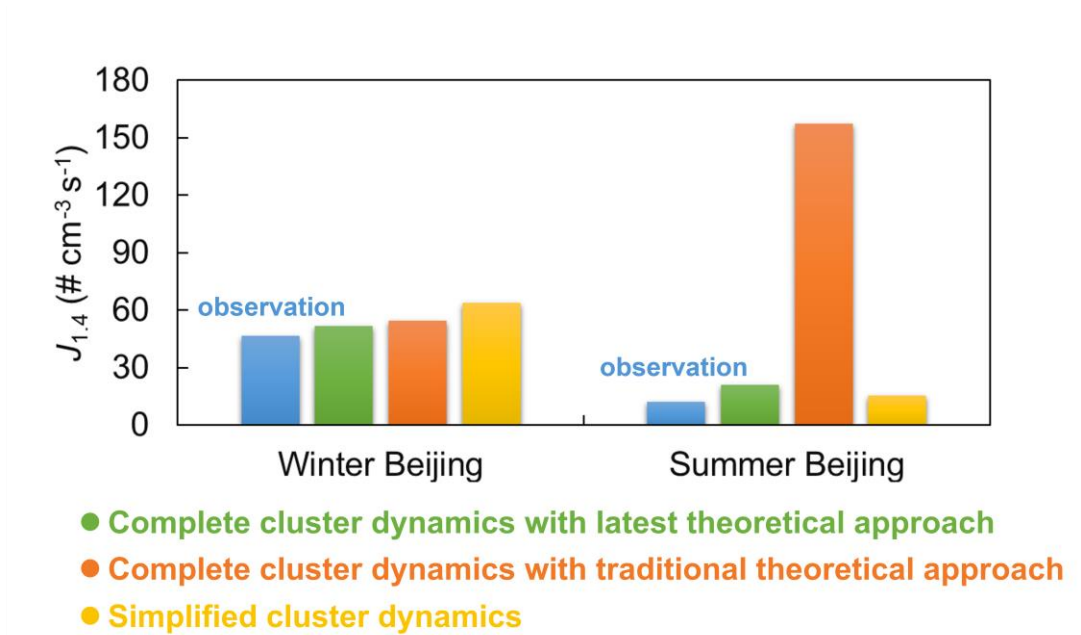 180
150
120
90
60
30
0
J1.4 (# cm-3 s-1)
observation
observation
Winter Beijing
Summer Beijing
Complete cluster dynamics with latest theoretical approach
Complete cluster dynamics with traditional theoretical approach
Simplified cluster dynamics